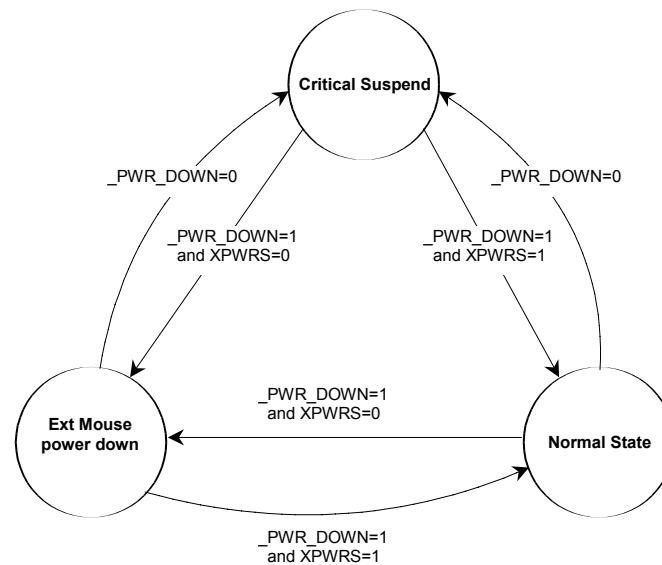 Critical Suspend
_PWR_DOWN=0
_PWR_DOWN=0
_PWR_DOWN=1
and XPWRS=0
_PWR_DOWN=1
and XPWRS=1
_PWR_DOWN=1
and XPWRS=0
Ext Mouse
power down
Normal State
_PWR_DOWN=1
and XPWRS=1